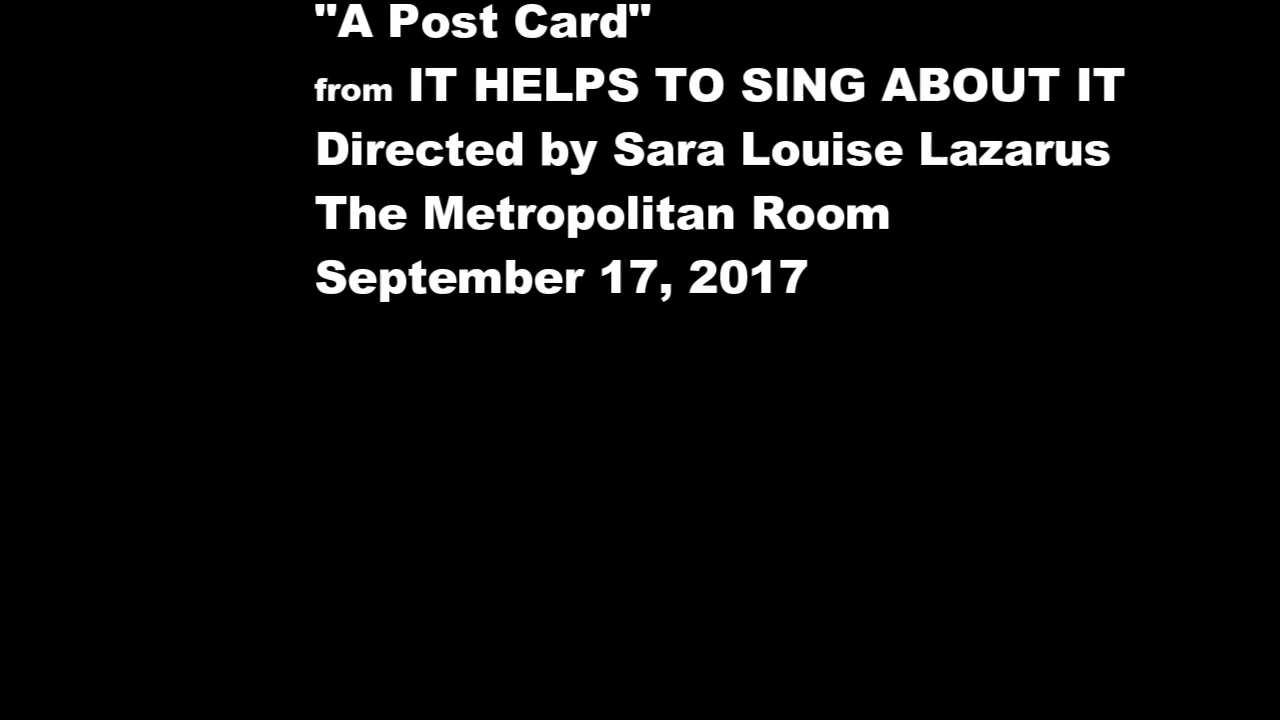 "A Post Card"
from IT HELPS TO SING ABOUT IT
Directed by Sara Louise Lazarus
The Metropolitan Room
September 17, 2017